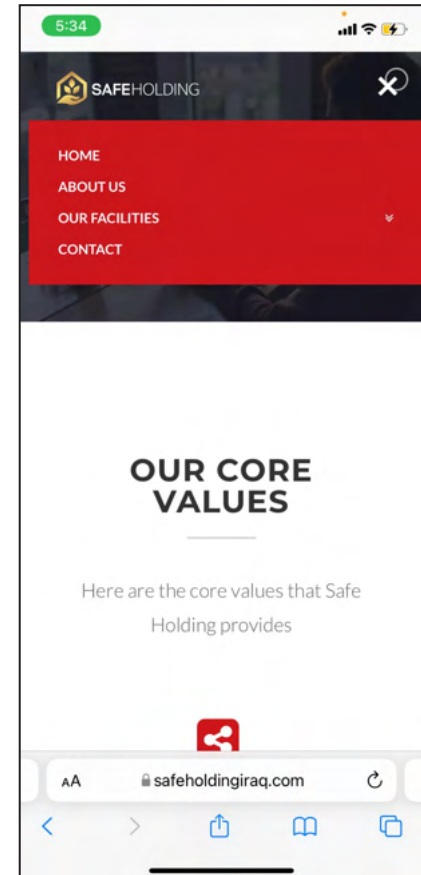 5:34
SAFEHOLDING
HOME
ABOUT US
OUR FACILITIES
CONTACT
OUR CORE
VALUES
Here are the core values that Safe
Holding provides
AA safeholdingiraq.com